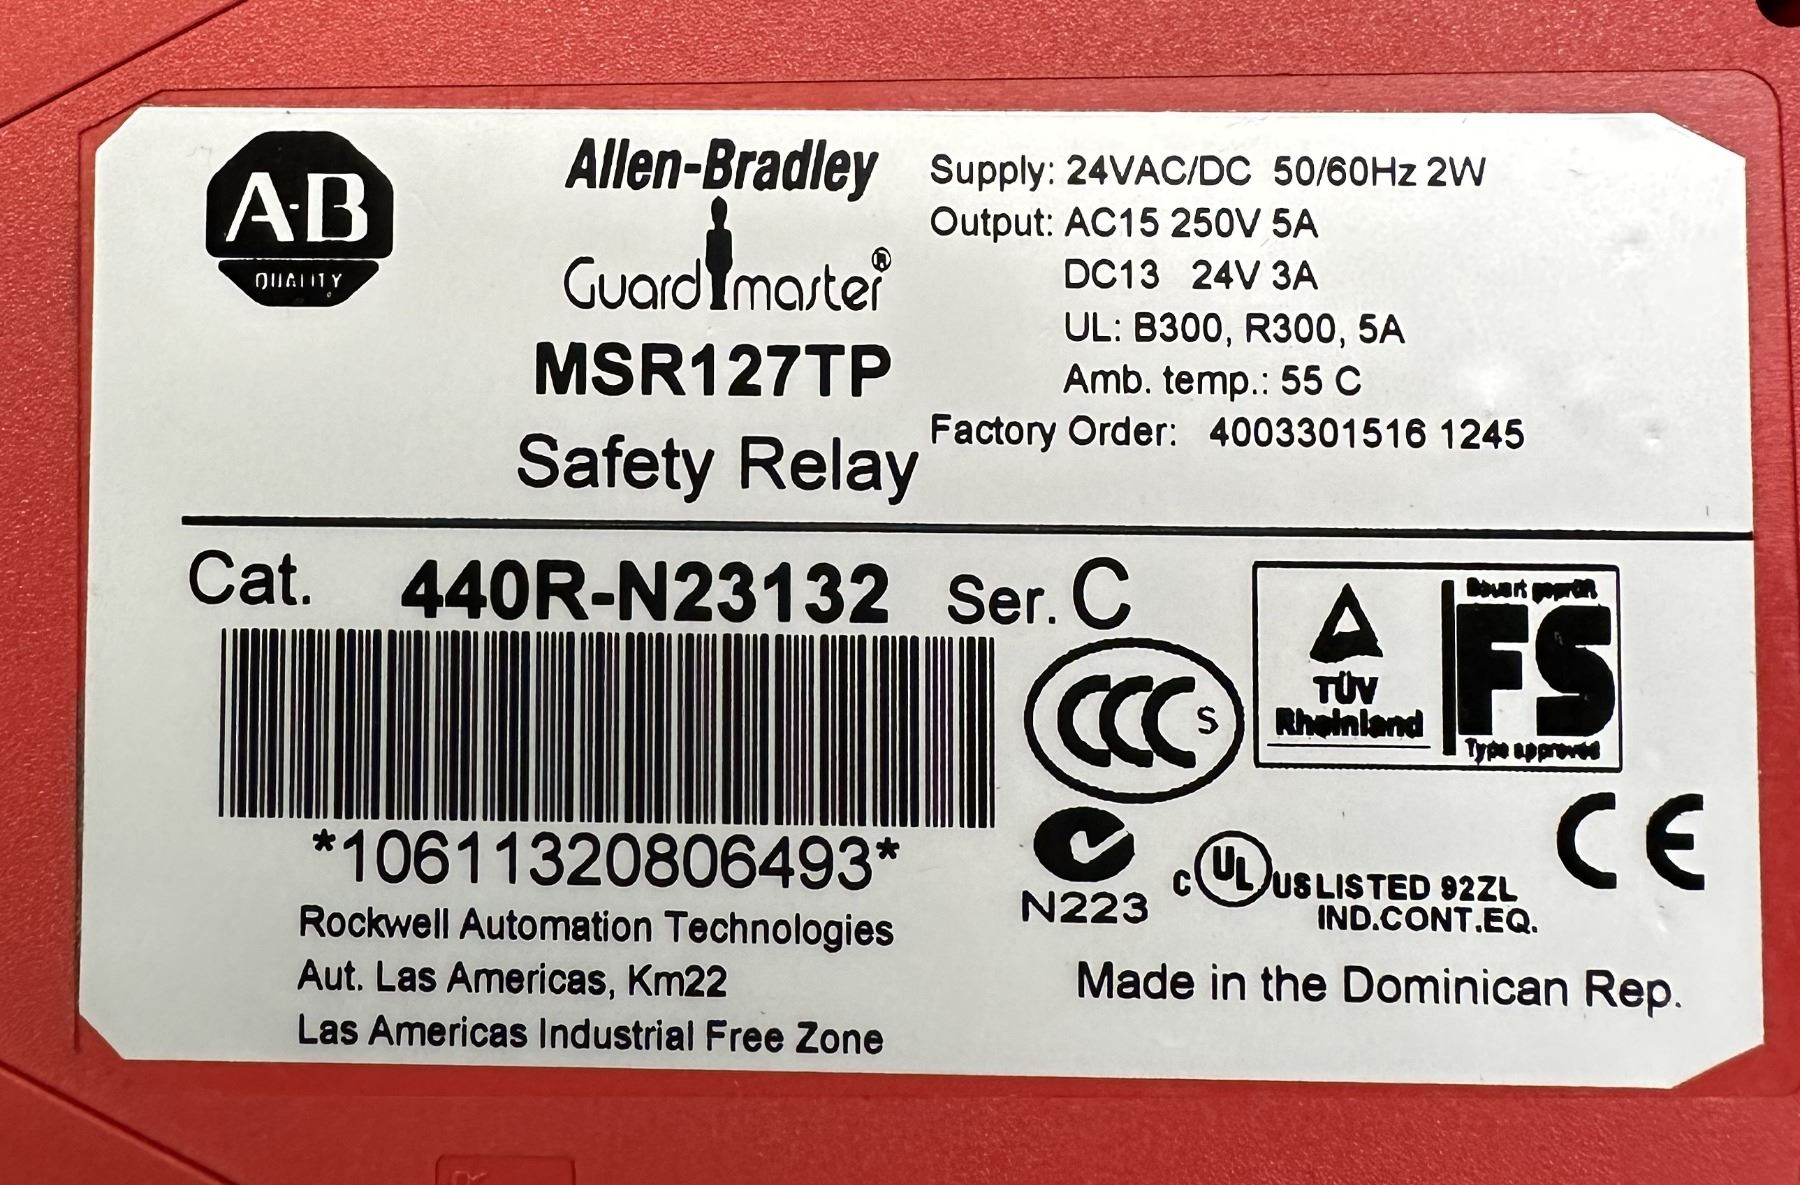 A-B
QUALITY
Allen-Bradley
Guardmaster®
MSR127TP
Safety Relay
Supply: 24VAC/DC 50/60Hz 2W
Output: AC15 250V 5A
DC13 24V 3A
UL: B300, R300, 5A
Amb. temp.: 55 C
Factory Order: 4003301516 1245
Cat. 440R-N23132 Ser. C
*10611320806493*
Rockwell Automation Technologies
Aut. Las Americas, Km22
Las Americas Industrial Free Zone
CCC S
TÜV
Rheinland
Bauart geprüft
FS
Type approved
N223
C UL US LISTED 92ZL
IND.CONT.EQ.
CE
Made in the Dominican Rep.